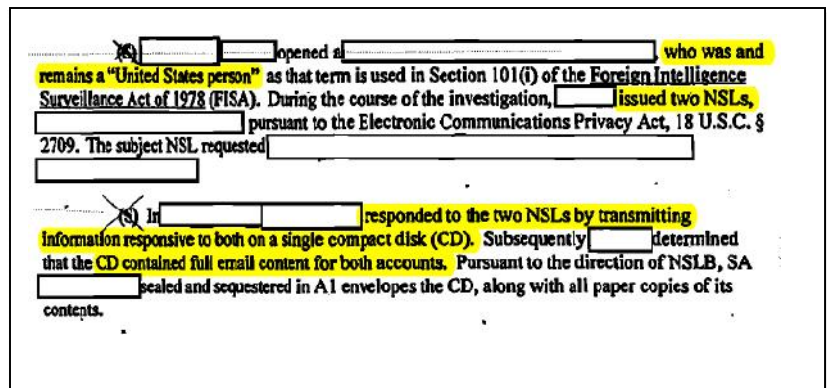 (S) opened a , who was and
remains a "United States person" as that term is used in Section 101(i) of the Foreign Intelligence
Surveillance Act of 1978 (FISA). During the course of the investigation, issued two NSLs,
pursuant to the Electronic Communications Privacy Act, 18 U.S.C. §
2709. The subject NSL requested
(S) In responded to the two NSLs by transmitting
information responsive to both on a single compact disk (CD). Subsequently determined
that the CD contained full email content for both accounts. Pursuant to the direction of NSLB, SA
sealed and sequestered in A1 envelopes the CD, along with all paper copies of its
contents.